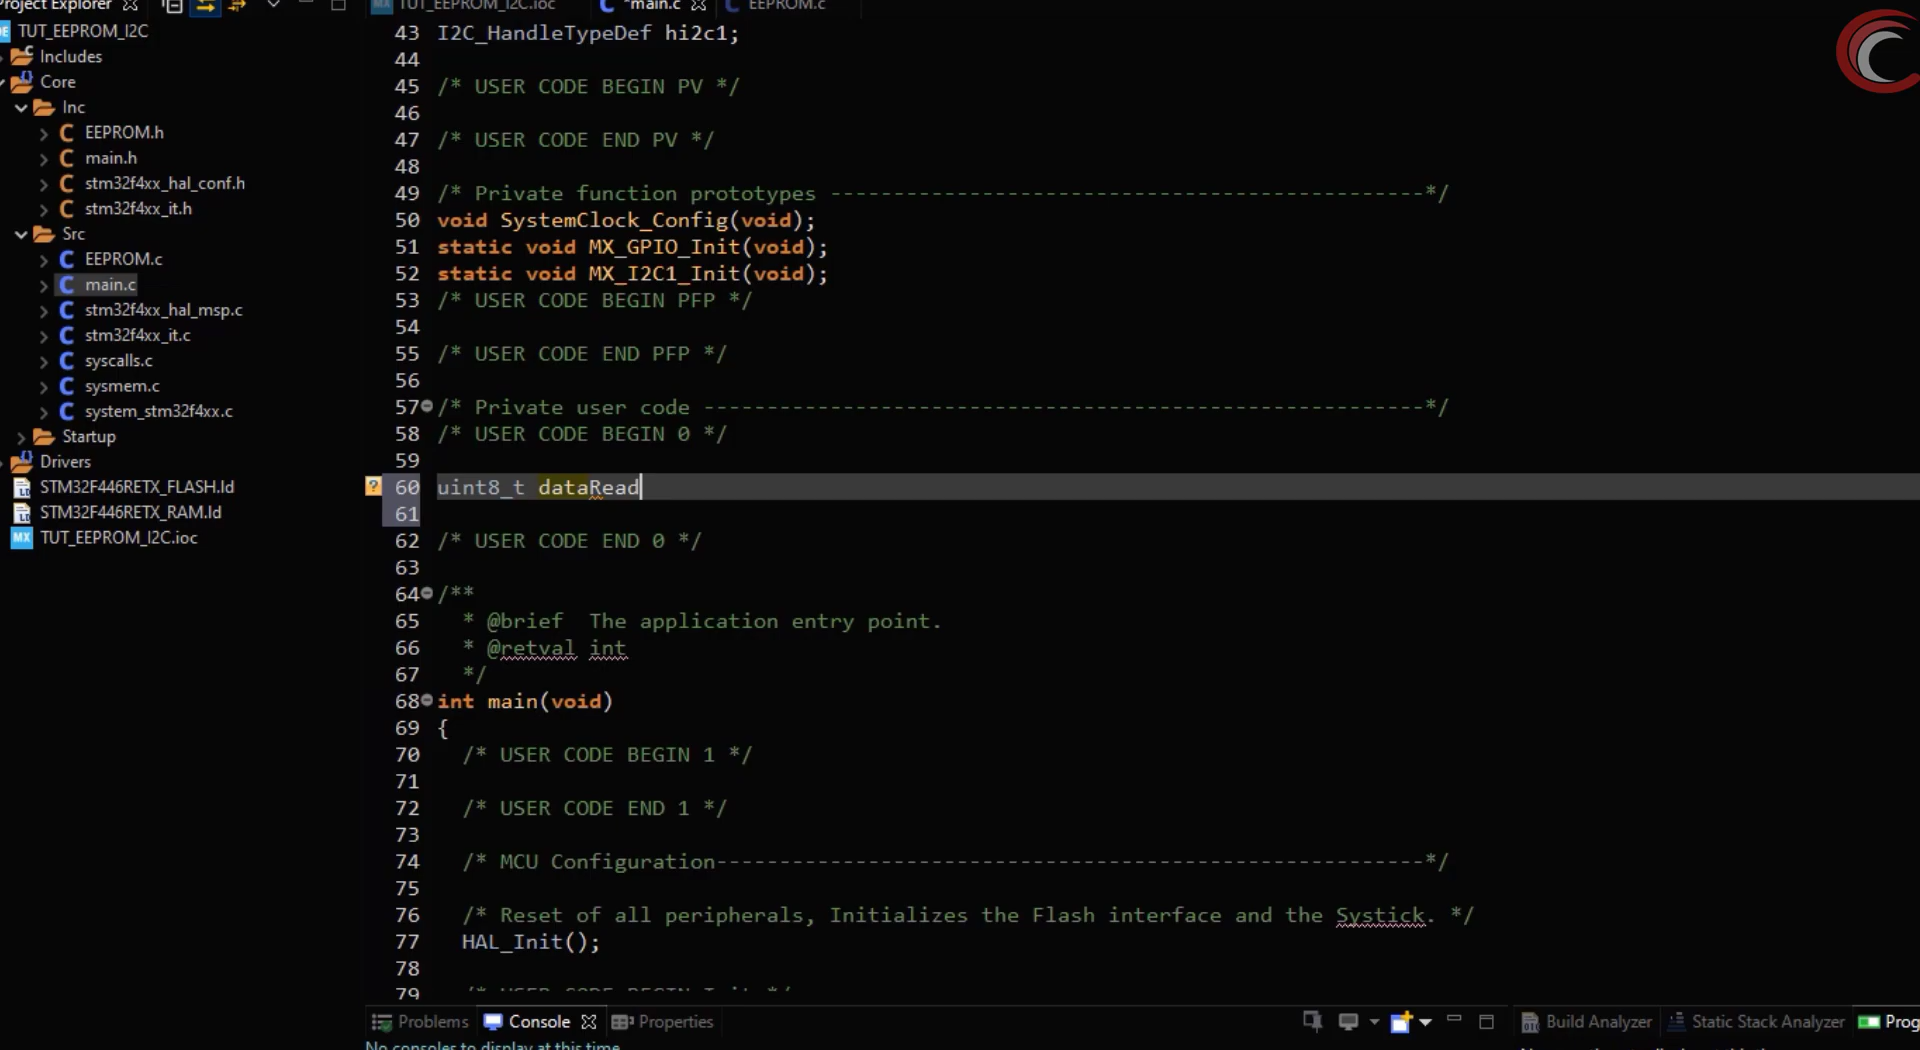 Project Explorer
TUT_EEPROM_I2C.ioc
*main.c
EEPROM.c
TUT_EEPROM_I2C
Includes
Core
Inc
EEPROM.h
main.h
stm32f4xx_hal_conf.h
stm32f4xx_it.h
Src
EEPROM.c
main.c
stm32f4xx_hal_msp.c
stm32f4xx_it.c
syscalls.c
sysmem.c
system_stm32f4xx.c
Startup
Drivers
STM32F446RETX_FLASH.ld
STM32F446RETX_RAM.ld
MX TUT_EEPROM_I2C.ioc
43 I2C_HandleTypeDef hi2c1;
44
45 /* USER CODE BEGIN PV */
46
47 /* USER CODE END PV */
48
49 /* Private function prototypes -----------------------------------------------*/
50 void SystemClock_Config(void);
51 static void MX_GPIO_Init(void);
52 static void MX_I2C1_Init(void);
53 /* USER CODE BEGIN PFP */
54
55 /* USER CODE END PFP */
56
57 /* Private user code ---------------------------------------------------------*/
58 /* USER CODE BEGIN 0 */
59
60 uint8_t dataRead
61
62 /* USER CODE END 0 */
63
64 /**
65 * @brief The application entry point.
66 * @retval int
67 */
68 int main(void)
69 {
70 /* USER CODE BEGIN 1 */
71
72 /* USER CODE END 1 */
73
74 /* MCU Configuration--------------------------------------------------------*/
75
76 /* Reset of all peripherals, Initializes the Flash interface and the Systick. */
77 HAL_Init();
78
79 /* USER CODE BEGIN Init */
Problems
Console
Properties
Build Analyzer
Static Stack Analyzer
Prog
No consoles to display at this time.